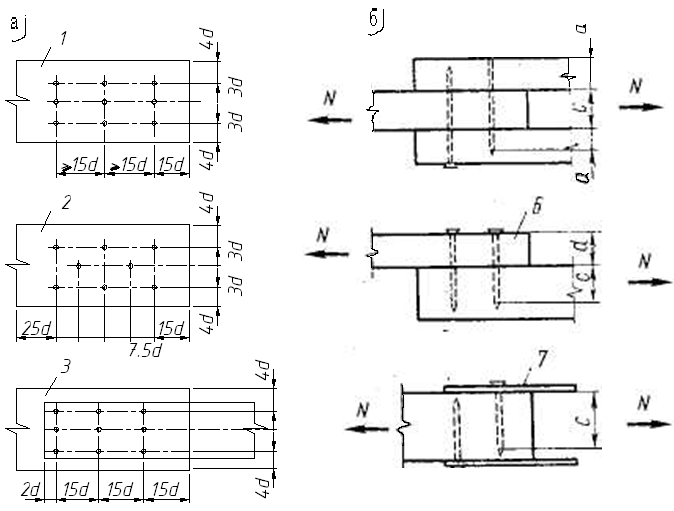 а)
1
4d
3d
3d
4d
≥15d ≥15d 15d
2
4d
3d
3d
4d
25d 15d
7.5d
3
4d
4d
2d 15d 15d 15d
б)
a
N c N
a
6
N d
c N
7
N c N